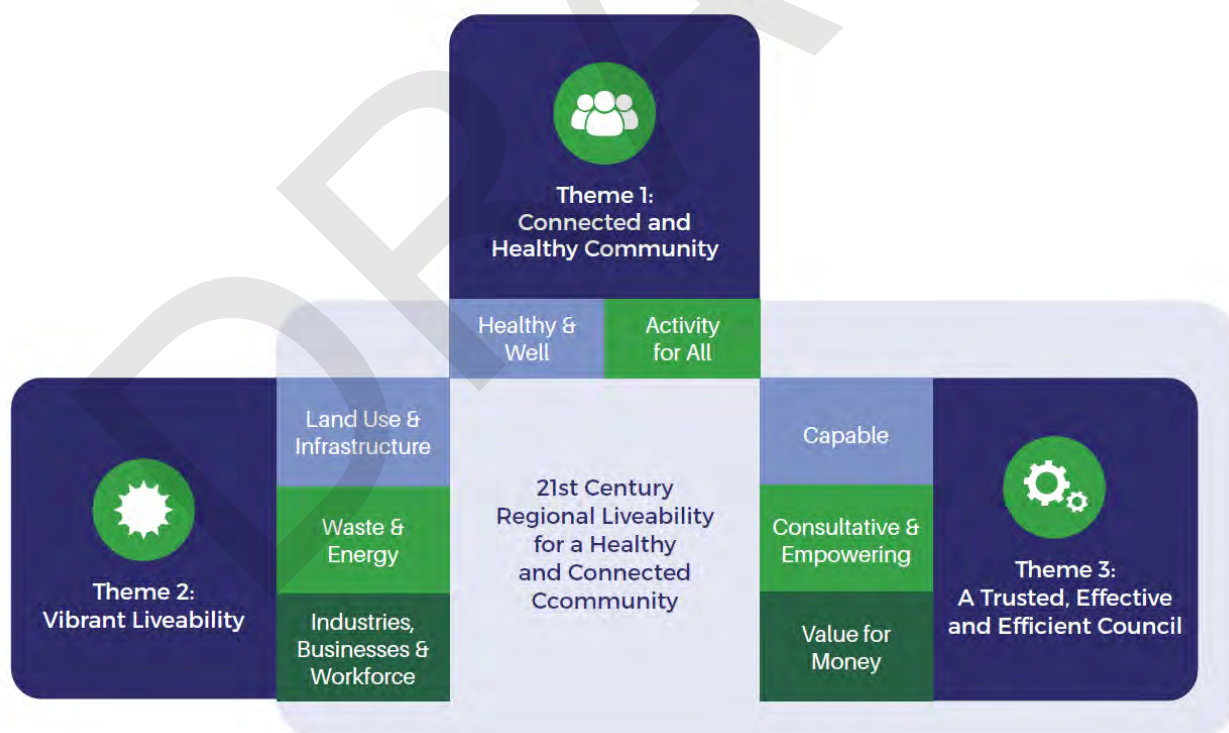 Theme 1:
Connected and
Healthy Community
Healthy &
Well
Activity
for All
Theme 2:
Vibrant Liveability
Land Use &
Infrastructure
Waste &
Energy
Industries,
Businesses &
Workforce
21st Century
Regional Liveability
for a Healthy
and Connected
Ccommunity
Capable
Consultative &
Empowering
Value for
Money
Theme 3:
A Trusted, Effective
and Efficient Council
DRA